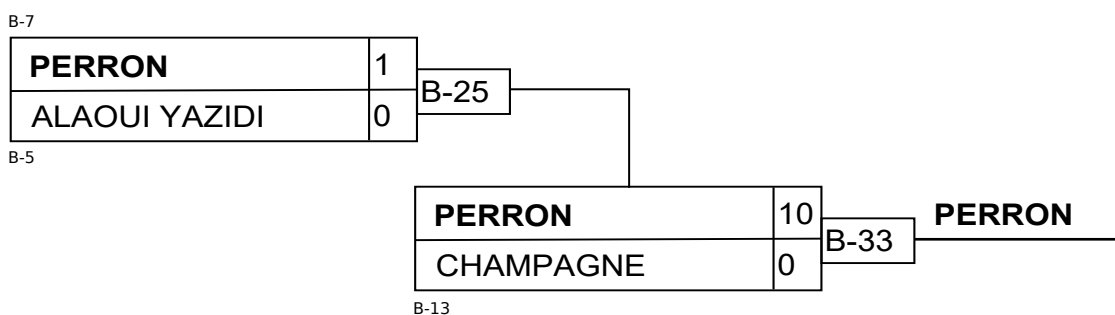 B-7
PERRON 1
B-25
ALAOUI YAZIDI 0
B-5
PERRON 10
PERRON
B-33
CHAMPAGNE 0
B-13